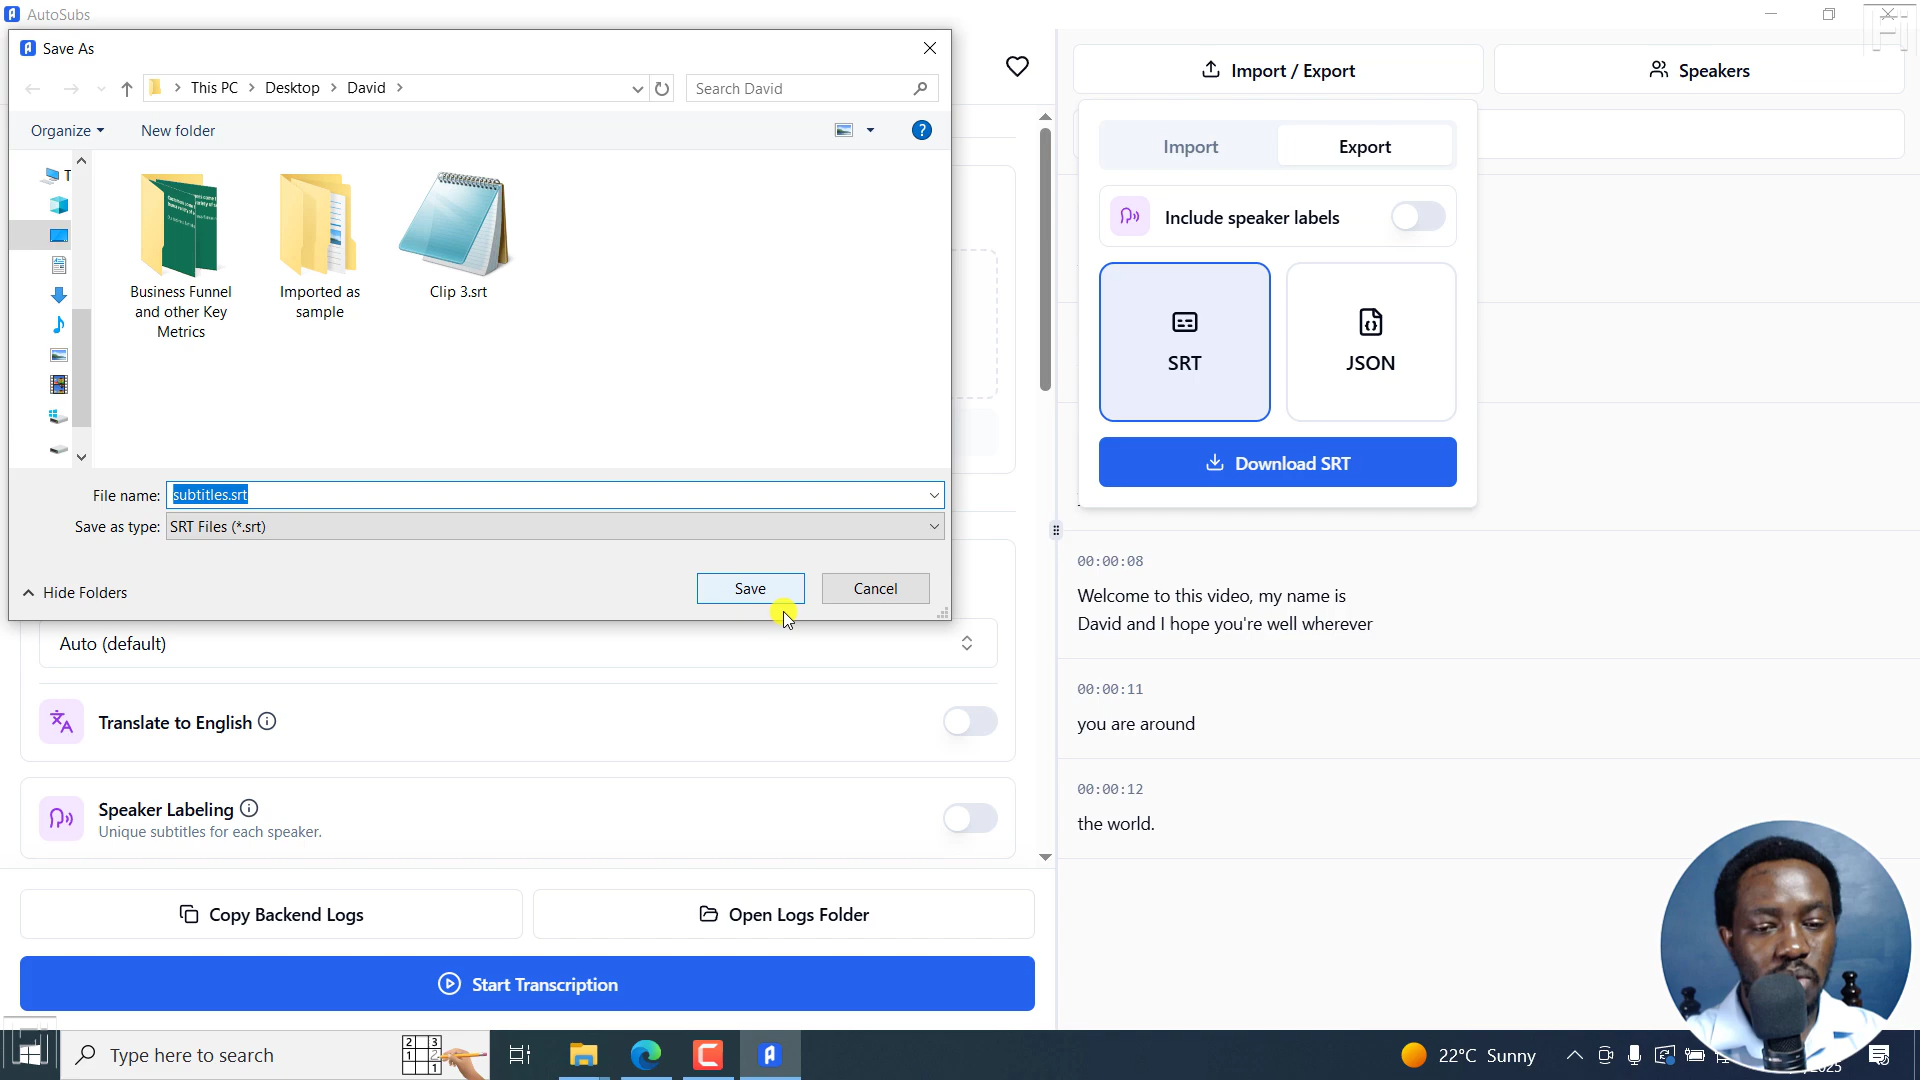 AutoSubs
Save As
This PC > Desktop > David >
Search David
Organize
New folder
Business Funnel
and other Key
Metrics
Imported as
sample
Clip 3.srt
File name:
subtitles.srt
Save as type:
SRT Files (*.srt)
Hide Folders
Save
Cancel
Auto (default)
Translate to English
Speaker Labeling
Unique subtitles for each speaker.
Copy Backend Logs
Open Logs Folder
Start Transcription
Import / Export
Speakers
Import
Export
Include speaker labels
SRT
JSON
Download SRT
00:00:08
Welcome to this video, my name is
David and I hope you're well wherever
00:00:11
you are around
00:00:12
the world.
Type here to search
22°C Sunny